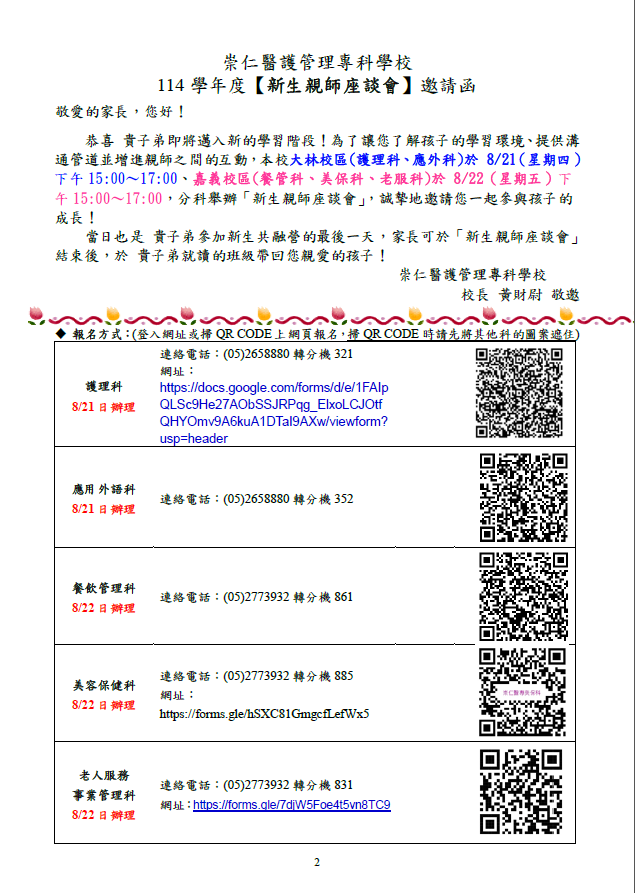 崇仁醫護管理專科學校
114 學年度【新生親師座談會】邀請函
敬愛的家長，您好！
恭喜 貴子弟即將邁入新的學習階段！為了讓您了解孩子的學習環境、提供溝
通管道並增進親師之間的互動，本校大林校區(護理科、應外科)於 8/21（星期四）
下午 15:00～17:00、嘉義校區(餐管科、美保科、老服科)於 8/22（星期五）下
午 15:00～17:00，分科舉辦「新生親師座談會」，誠摯地邀請您一起參與孩子的
成長！
當日也是 貴子弟參加新生共融營的最後一天，家長可於「新生親師座談會」
結束後，於 貴子弟就讀的班級帶回您親愛的孩子！
崇仁醫護管理專科學校
校長 黃財尉 敬邀
◆ 報名方式：(登入網址或掃 QR CODE 上網頁報名，掃 QR CODE 時請先將其他科的圖案遮住)
護理科
8/21 日辦理
連絡電話：(05)2658880 轉分機 321
網址：
https://docs.google.com/forms/d/e/1FAIp
QLSc9He27AObSSJRPqg_ElxoLCJOtf
QHYOmv9A6kuA1DTaI9AXw/viewform?
usp=header
應用外語科
8/21 日辦理
連絡電話：(05)2658880 轉分機 352
餐飲管理科
8/22 日辦理
連絡電話：(05)2773932 轉分機 861
美容保健科
8/22 日辦理
連絡電話：(05)2773932 轉分機 885
網址：
https://forms.gle/hSXC81GmgcfLefWx5
崇仁醫專美保科
老人服務
事業管理科
8/22 日辦理
連絡電話：(05)2773932 轉分機 831
網址：https://forms.gle/7djW5Foe4t5vn8TC9
2